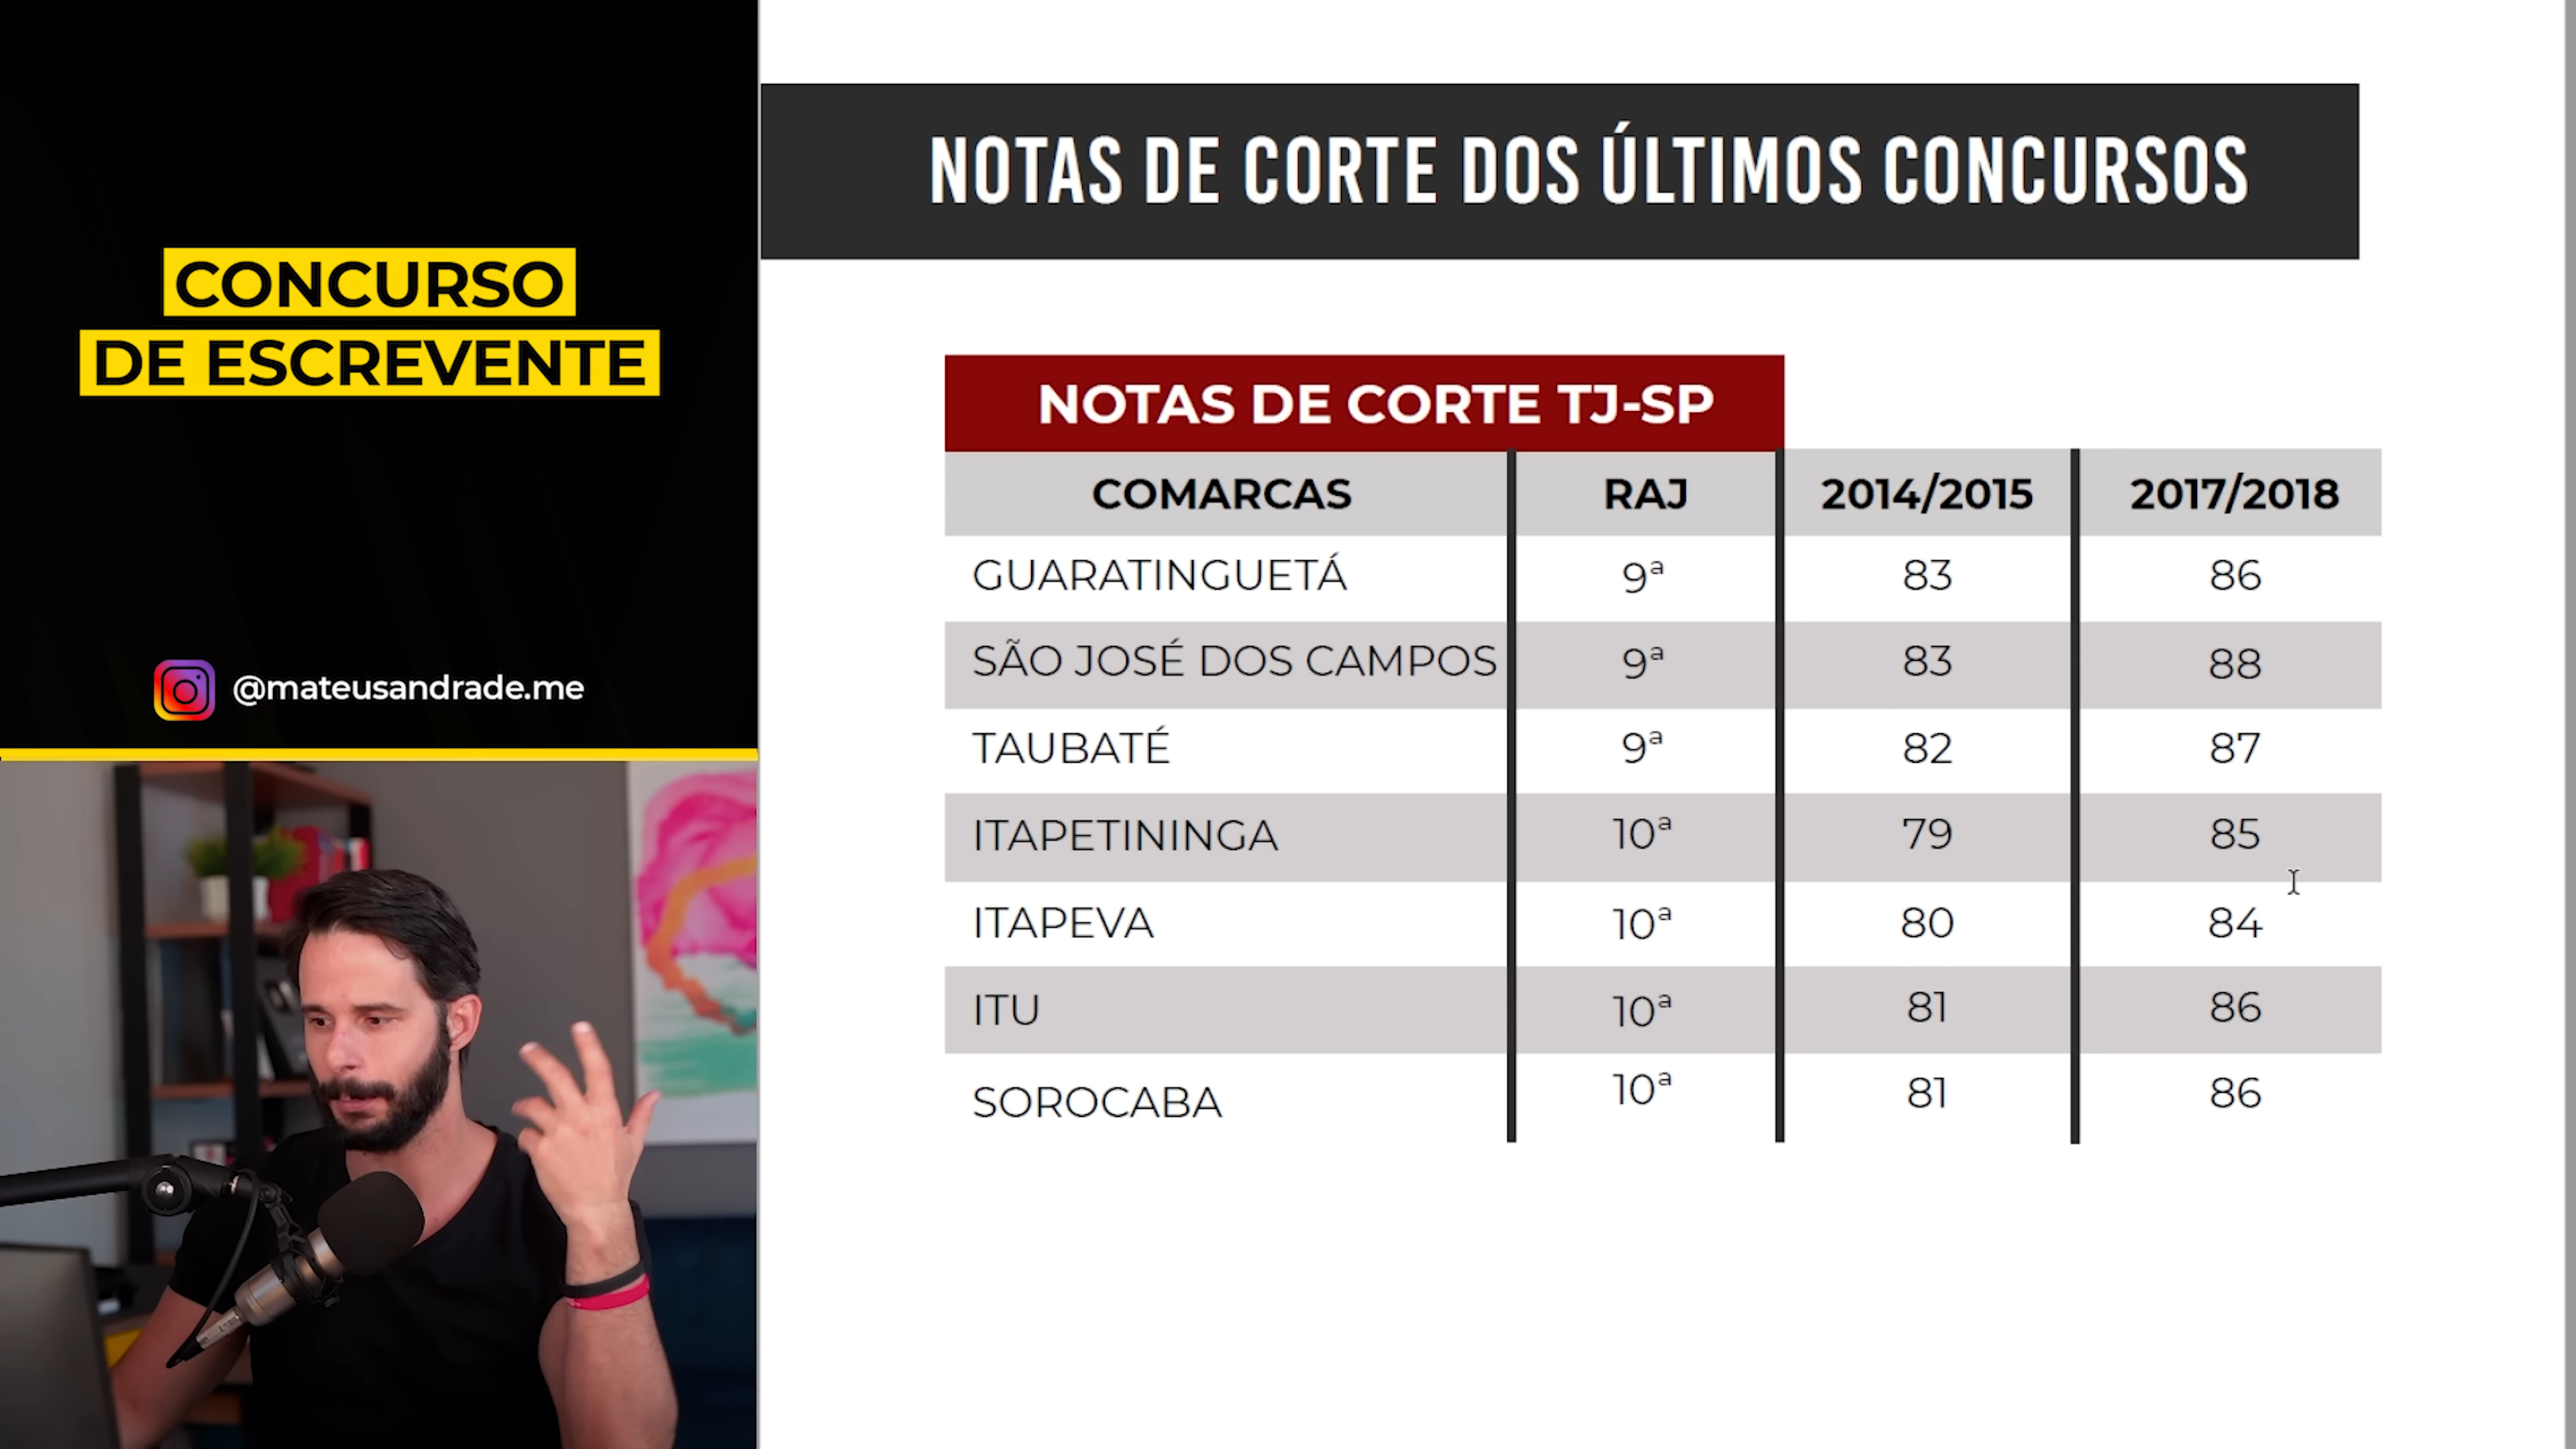 CONCURSO
DE ESCREVENTE
@mateusandrade.me
NOTAS DE CORTE DOS ÚLTIMOS CONCURSOS
NOTAS DE CORTE TJ-SP
COMARCAS RAJ 2014/2015 2017/2018
GUARATINGUETÁ 9ª 83 86
SÃO JOSÉ DOS CAMPOS 9ª 83 88
TAUBATÉ 9ª 82 87
ITAPETININGA 10ª 79 85
ITAPEVA 10ª 80 84
ITU 10ª 81 86
SOROCABA 10ª 81 86